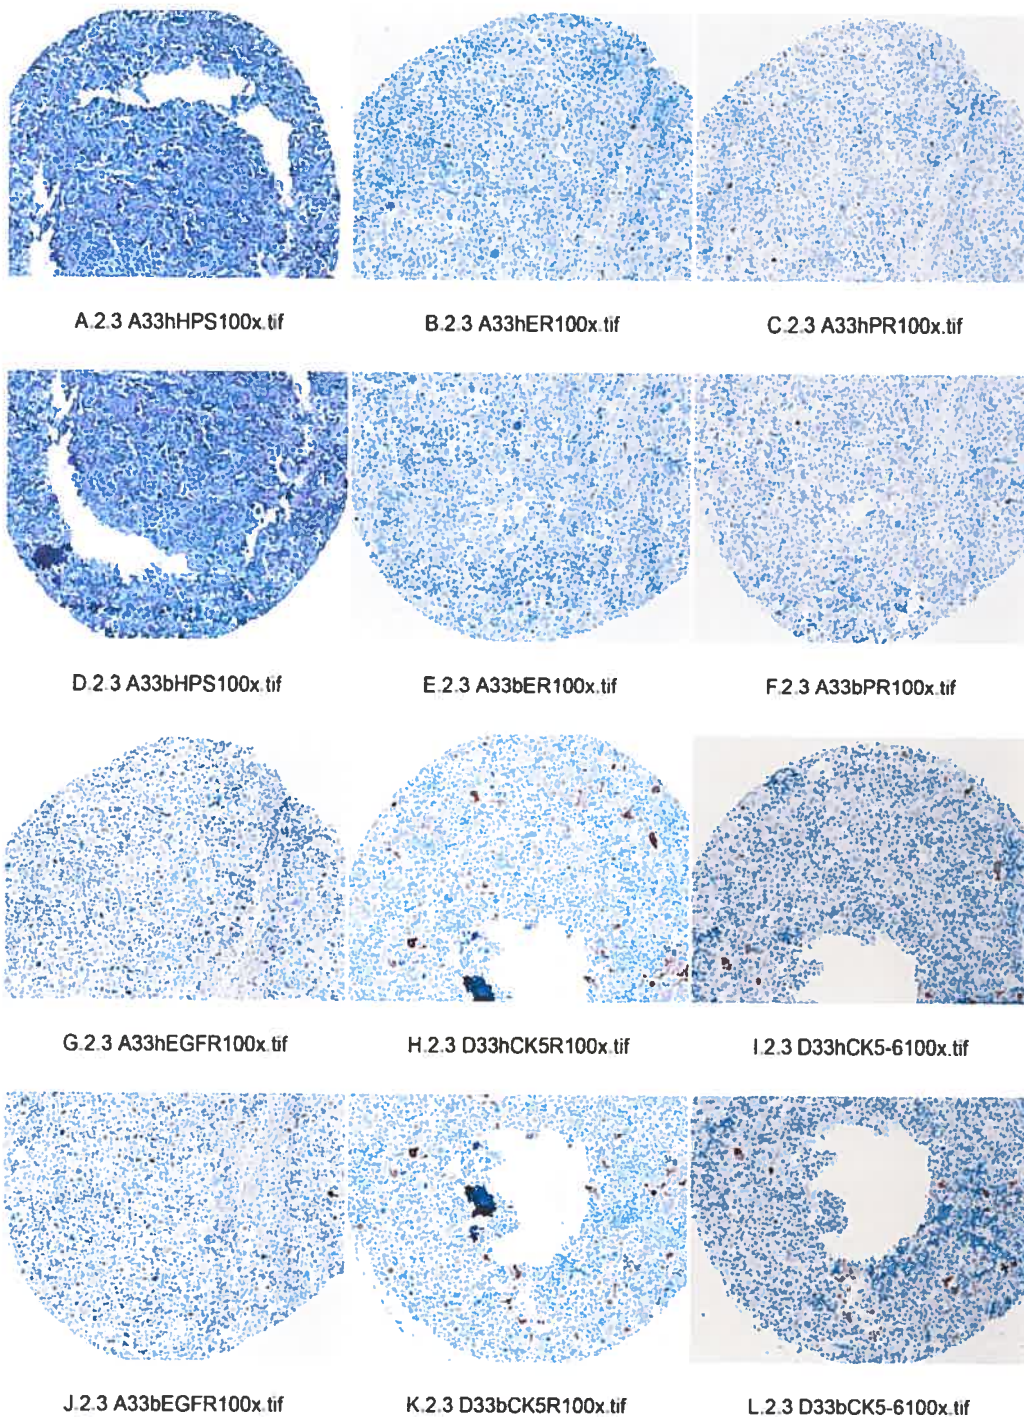 A.2.3 A33hHPS100x.tif
B.2.3 A33hER100x.tif
C.2.3 A33hPR100x.tif
D.2.3 A33bHPS100x.tif
E.2.3 A33bER100x.tif
F.2.3 A33bPR100x.tif
G.2.3 A33hEGFR100x.tif
H.2.3 D33hCK5R100x.tif
I.2.3 D33hCK5-6100x.tif
J.2.3 A33bEGFR100x.tif
K.2.3 D33bCK5R100x.tif
L.2.3 D33bCK5-6100x.tif